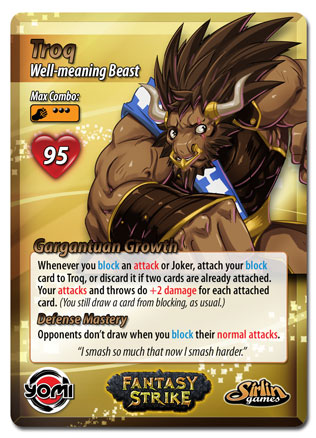 Troq
Well-meaning Beast
Max Combo:
95
Gargantuan Growth
Whenever you block an attack or Joker, attach your block
card to Troq, or discard it if two cards are already attached.
Your attacks and throws do +2 damage for each attached
card. (You still draw a card from blocking, as usual.)
Defense Mastery
Opponents don't draw when you block their normal attacks.
"I smash so much that now I smash harder."
YOMI
FANTASY
STRIKE
Sirlin
games